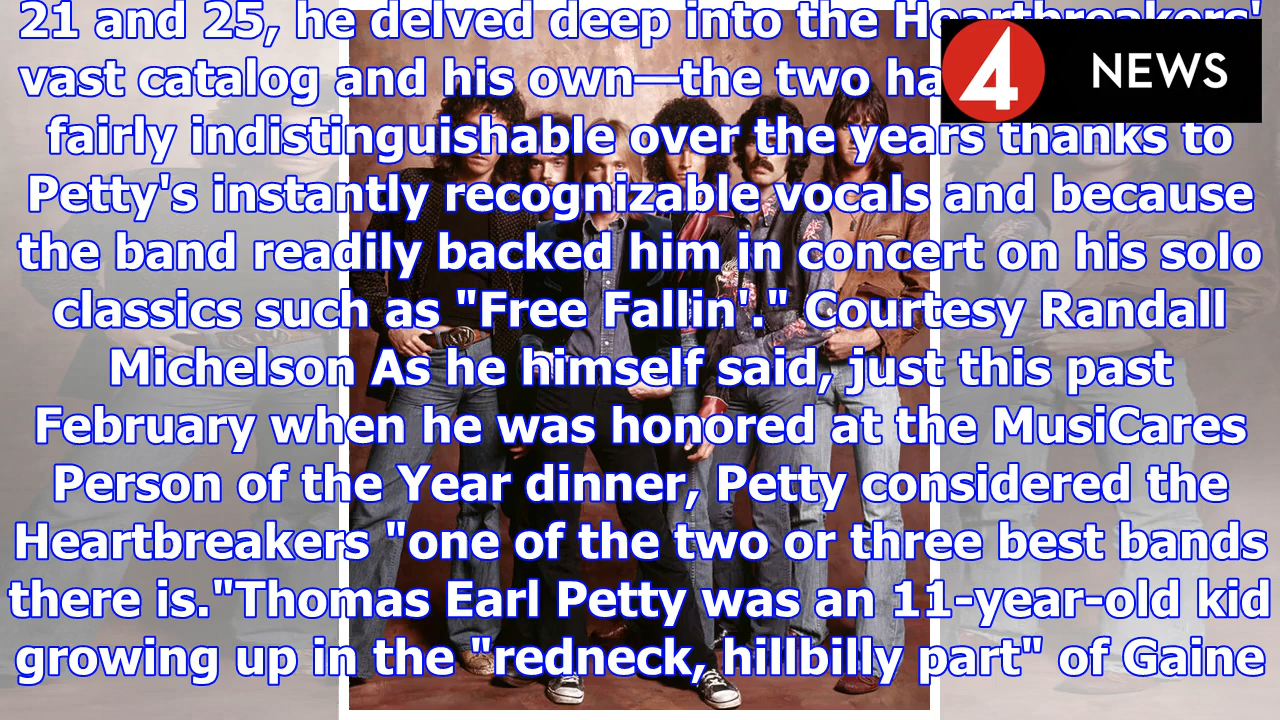 21 and 25, he delved deep into the Heartbreakers'
vast catalog and his own—the two ha
fairly indistinguishable over the years thanks to
Petty's instantly recognizable vocals and because
the band readily backed him in concert on his solo
classics such as "Free Fallin'." Courtesy Randall
Michelson As he himself said, just this past
February when he was honored at the MusiCares
Person of the Year dinner, Petty considered the
Heartbreakers "one of the two or three best bands
there is."Thomas Earl Petty was an 11-year-old kid
growing up in the "redneck, hillbilly part" of Gaine
4 NEWS